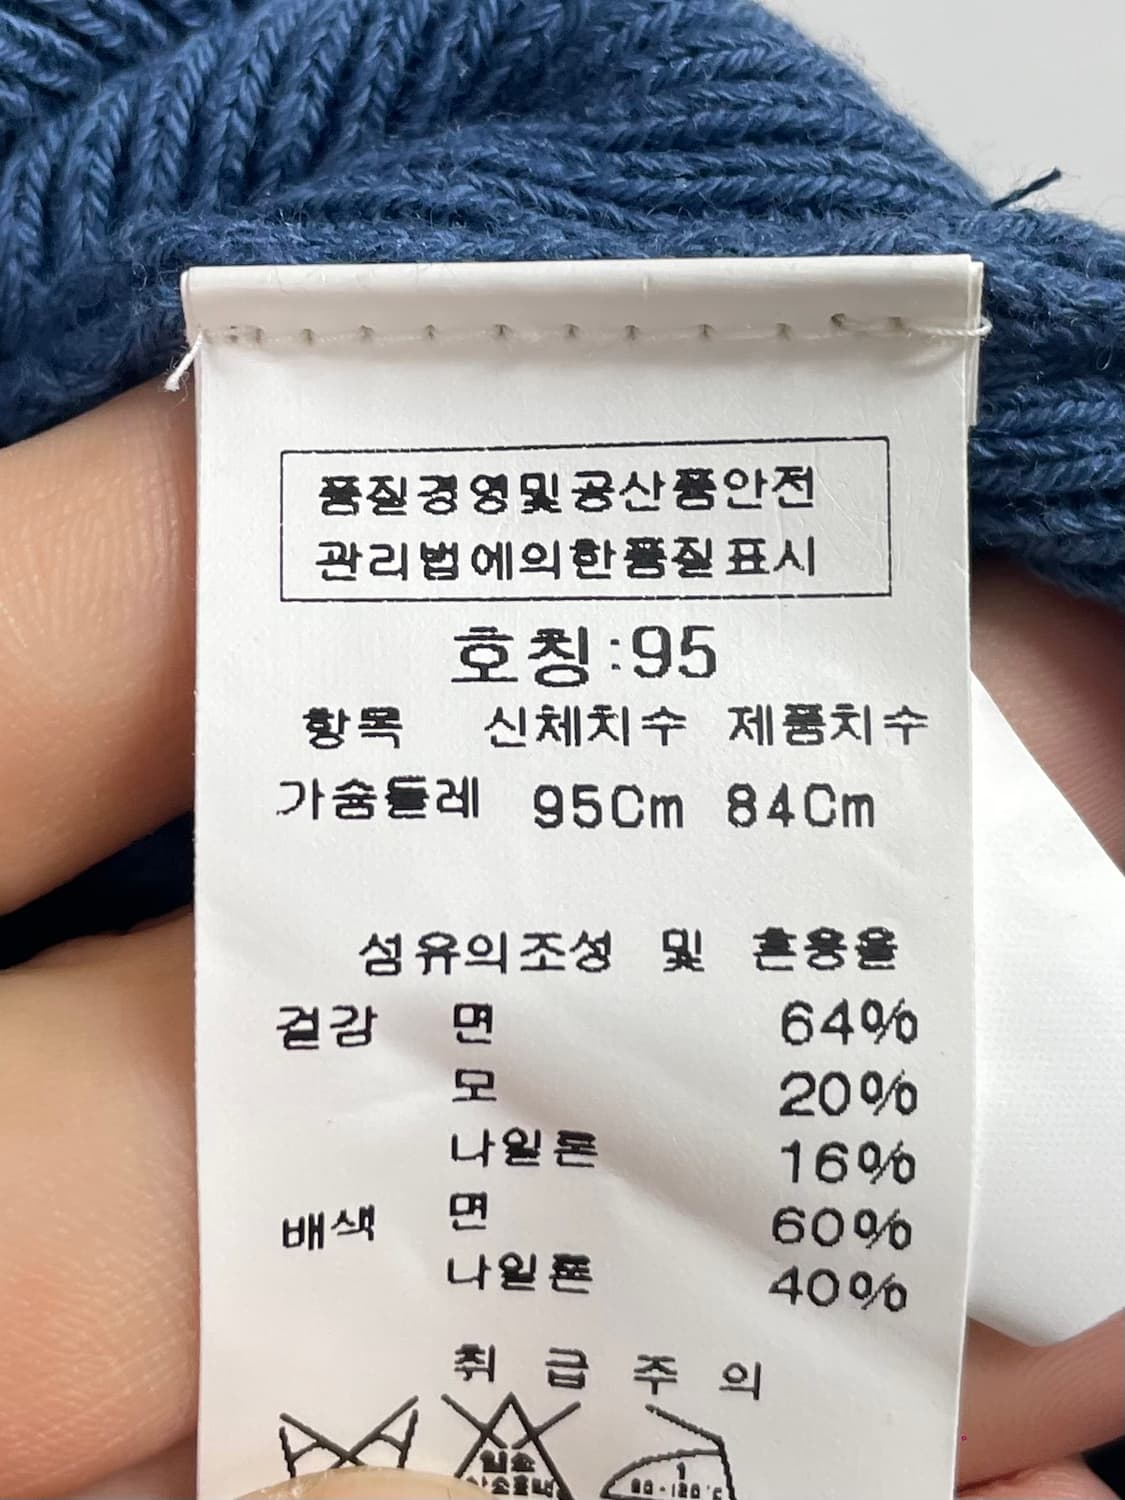 품질경영및공산품안전
관리법에의한품질표시
호칭:95
항목 신체치수 제품치수
가슴둘레 95Cm 84Cm
섬유의조성 및 혼용율
겉감 면 64%
모 20%
나일론 16%
배색 면 60%
나일론 40%
취급주의